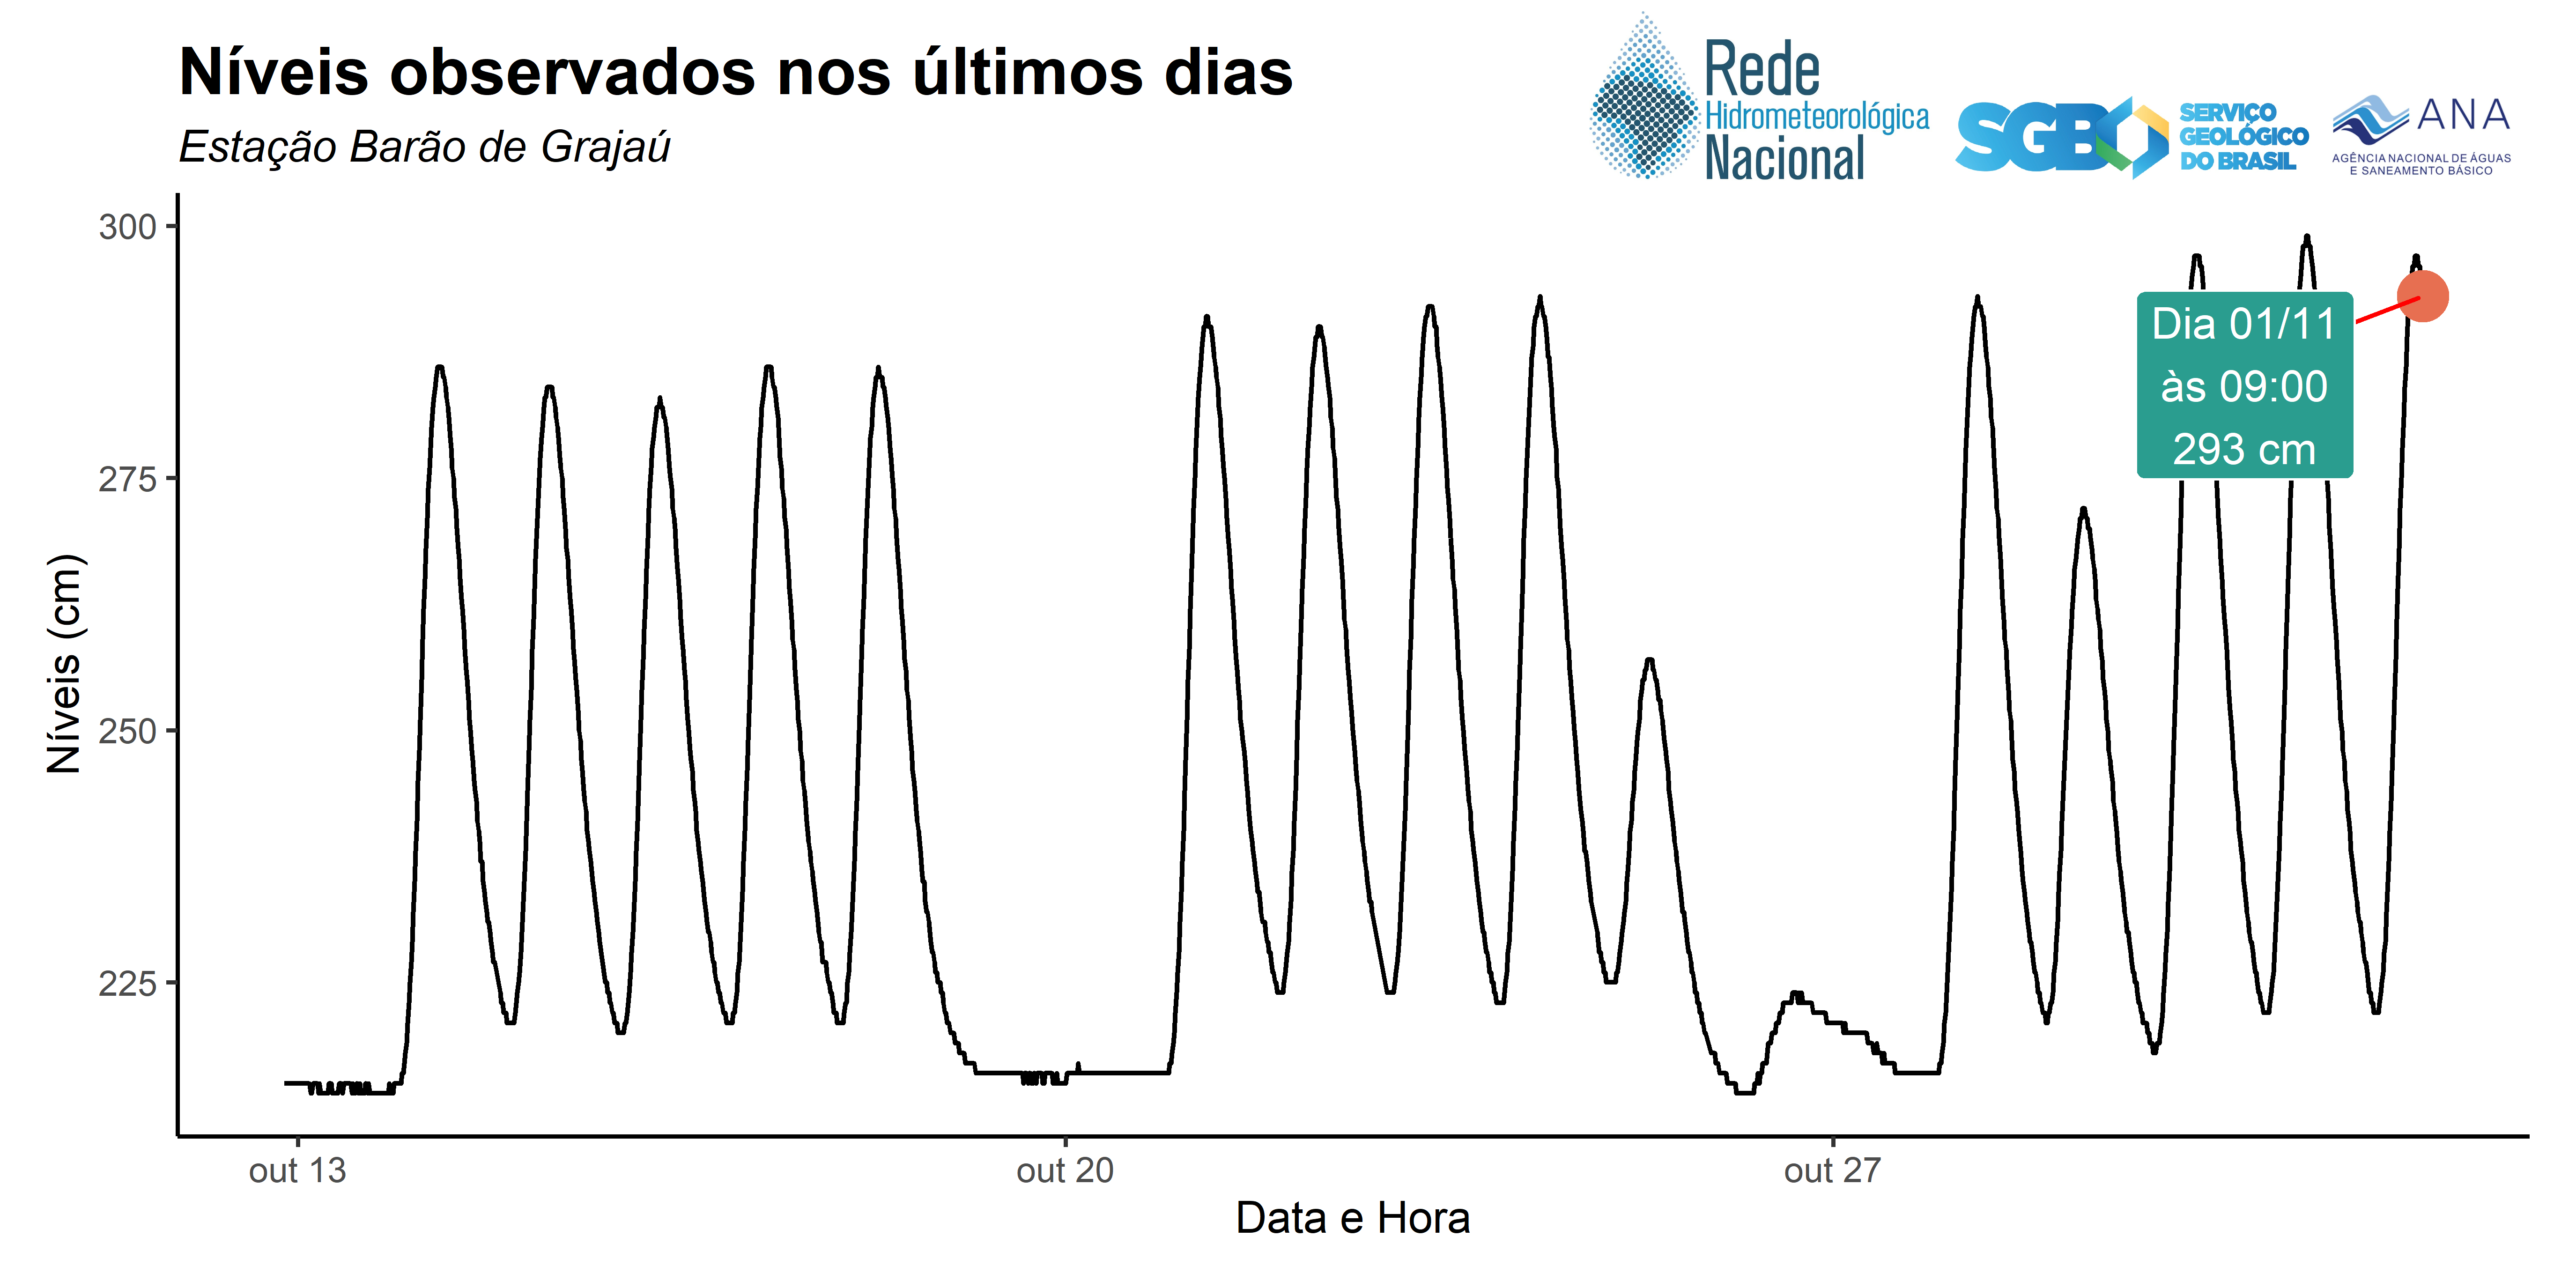 Níveis observados nos últimos dias
Estação Barão de Grajaú
Rede
Hidrometeorológica
Nacional
SGB
SERVIÇO
GEOLÓGICO
DO BRASIL
ANA
AGÊNCIA NACIONAL DE ÁGUAS
E SANEAMENTO BÁSICO
300
275
250
225
Níveis (cm)
Dia 01/11
às 09:00
293 cm
out 13
out 20
out 27
Data e Hora